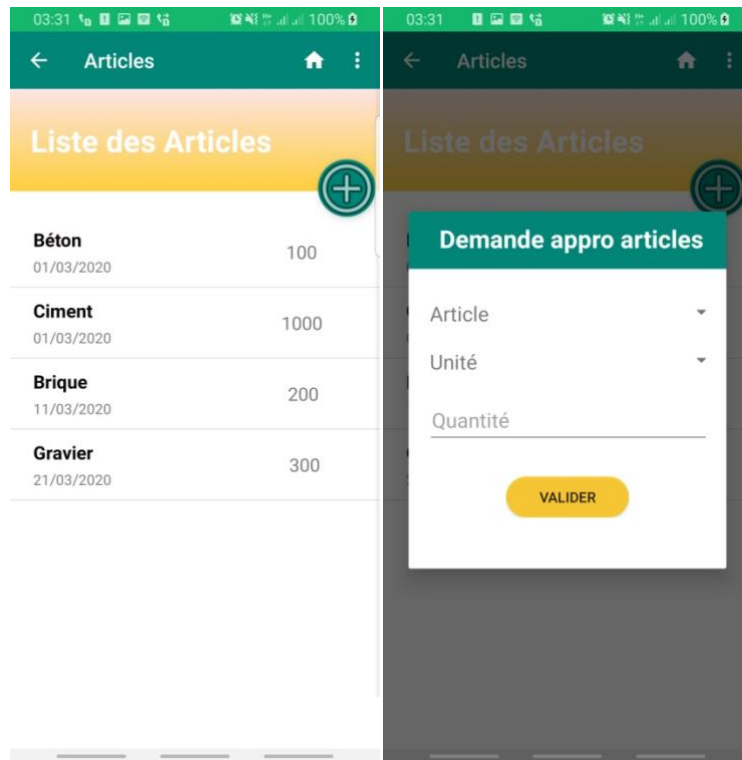 03:31
100%
Articles
Liste des Articles
Béton
100
01/03/2020
Ciment
1000
01/03/2020
Brique
200
11/03/2020
Gravier
300
21/03/2020
03:31
100%
Articles
Liste des Articles
Demande appro articles
Article
Unité
Quantité
VALIDER